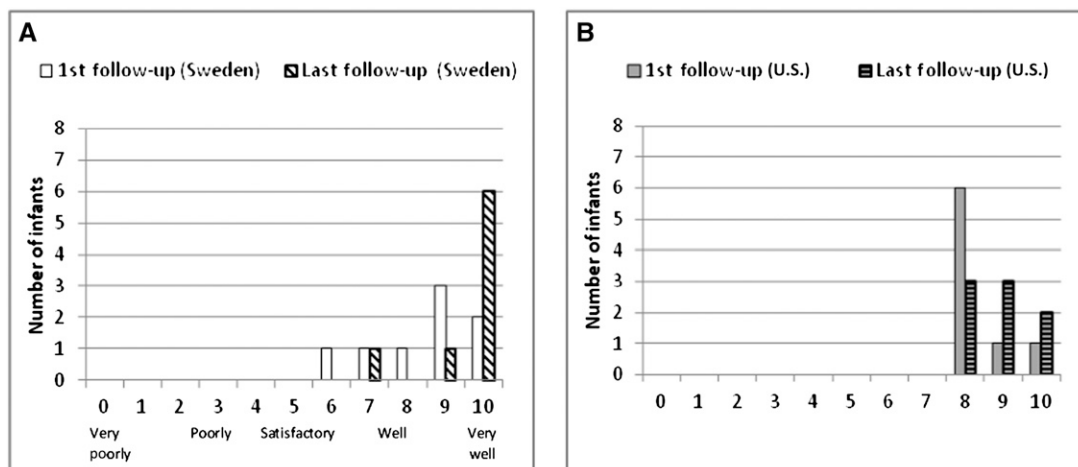 A
1st follow-up (Sweden) Last follow-up (Sweden)
Number of infants
8
7
6
5
4
3
2
1
0
0 1 2 3 4 5 6 7 8 9 10
Very poorly Poorly Satisfactory Well Very well
B
1st follow-up (U.S.) Last follow-up (U.S.)
Number of infants
8
7
6
5
4
3
2
1
0
0 1 2 3 4 5 6 7 8 9 10